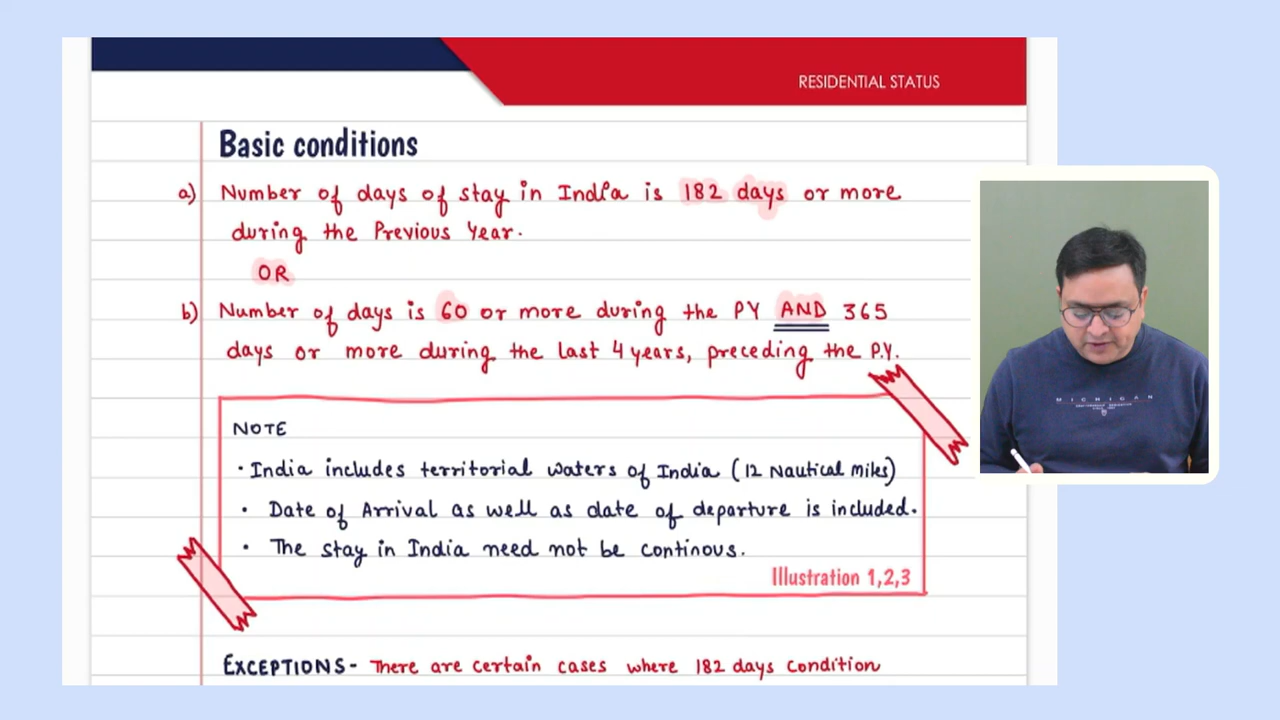 RESIDENTIAL STATUS
Basic conditions
a) Number of days of stay in India is 182 days or more
during the Previous Year.
OR
b) Number of days is 60 or more during the PY AND 365
days or more during the last 4 years, preceding the P.Y.
NOTE
· India includes territorial waters of India (12 Nautical Miles)
· Date of Arrival as well as date of departure is included.
· The stay in India need not be continous.
Illustration 1,2,3
EXCEPTIONS- There are certain cases where 182 days condition
MICHIGAN